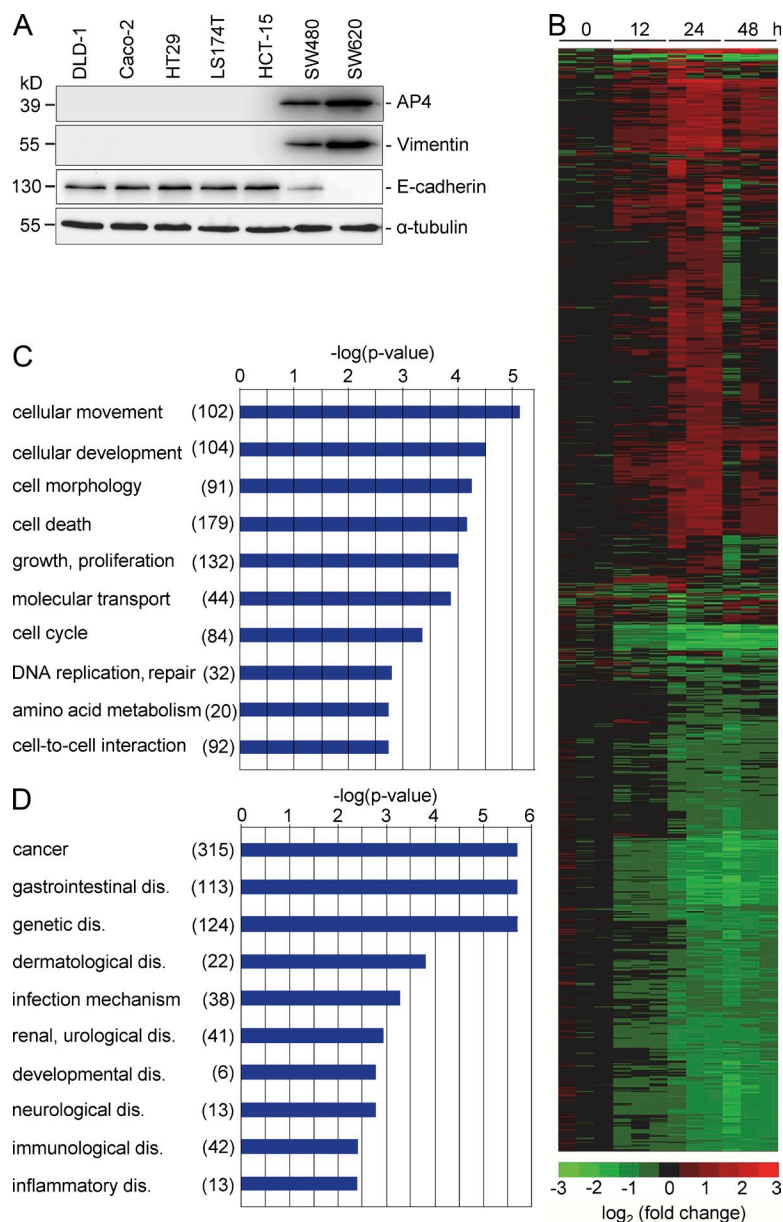 A
DLD-1
Caco-2
HT29
LS174T
HCT-15
SW480
SW620
kD
39
- AP4
55
- Vimentin
130
- E-cadherin
55
- α-tubulin
B
0 12 24 48 h
-3 -2 -1 0 1 2 3
log2 (fold change)
C
-log(p-value)
0 1 2 3 4 5
cellular movement (102)
cellular development (104)
cell morphology (91)
cell death (179)
growth, proliferation (132)
molecular transport (44)
cell cycle (84)
DNA replication, repair (32)
amino acid metabolism (20)
cell-to-cell interaction (92)
D
-log(p-value)
0 1 2 3 4 5 6
cancer (315)
gastrointestinal dis. (113)
genetic dis. (124)
dermatological dis. (22)
infection mechanism (38)
renal, urological dis. (41)
developmental dis. (6)
neurological dis. (13)
immunological dis. (42)
inflammatory dis. (13)